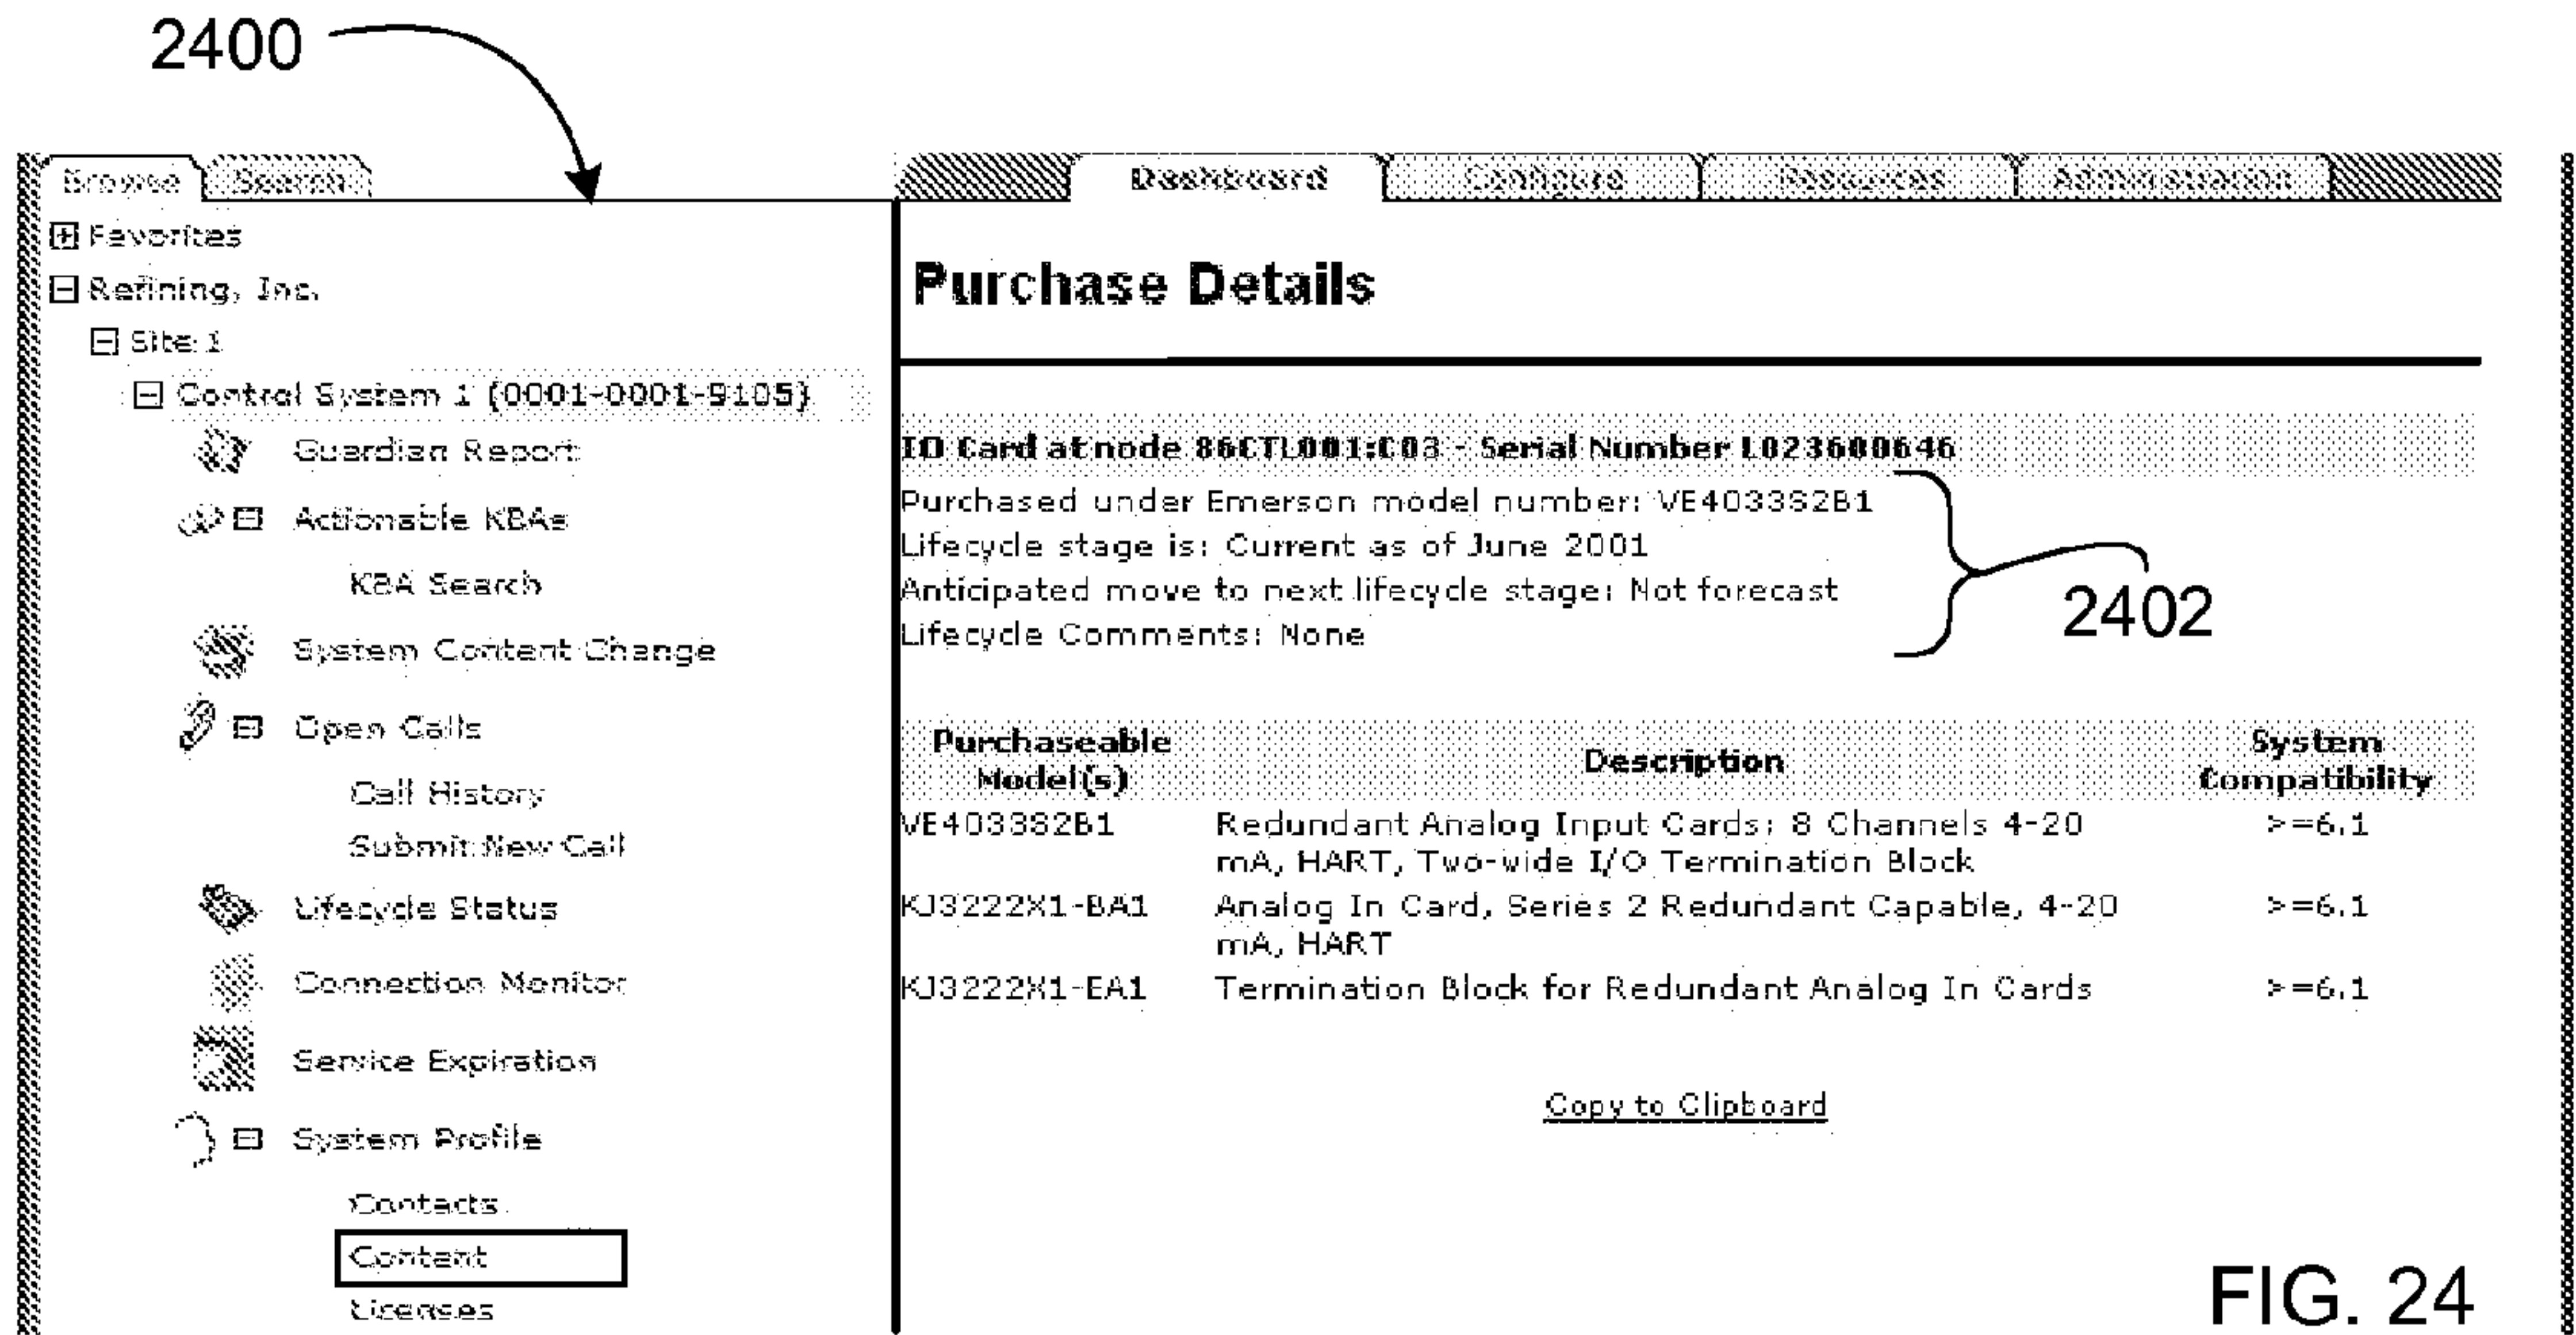 2400
Browse Search
Dashboard Configure Resources Administration
Favorites
Refining, Inc.
Site 1
Control System 1 (0001-0001-9105)
Guardian Report
Actionable KBAs
KBA Search
System Content Change
Open Calls
Call History
Submit New Call
Lifecycle Status
Connection Monitor
Service Expiration
System Profile
Contacts
Content
Licenses
Purchase Details
IO Card at node 86CTL001:C03 - Serial Number L023600646
Purchased under Emerson model number: VE4033S2B1
Lifecycle stage is: Current as of June 2001
Anticipated move to next lifecycle stage: Not forecast
Lifecycle Comments: None
2402
Purchaseable Model(s) Description System Compatibility
VE4033S2B1 Redundant Analog Input Cards; 8 Channels 4-20 >=6.1
mA, HART, Two-wide I/O Termination Block
KJ3222X1-BA1 Analog In Card, Series 2 Redundant Capable, 4-20 >=6.1
mA, HART
KJ3222X1-EA1 Termination Block for Redundant Analog In Cards >=6.1
Copy to Clipboard
FIG. 24